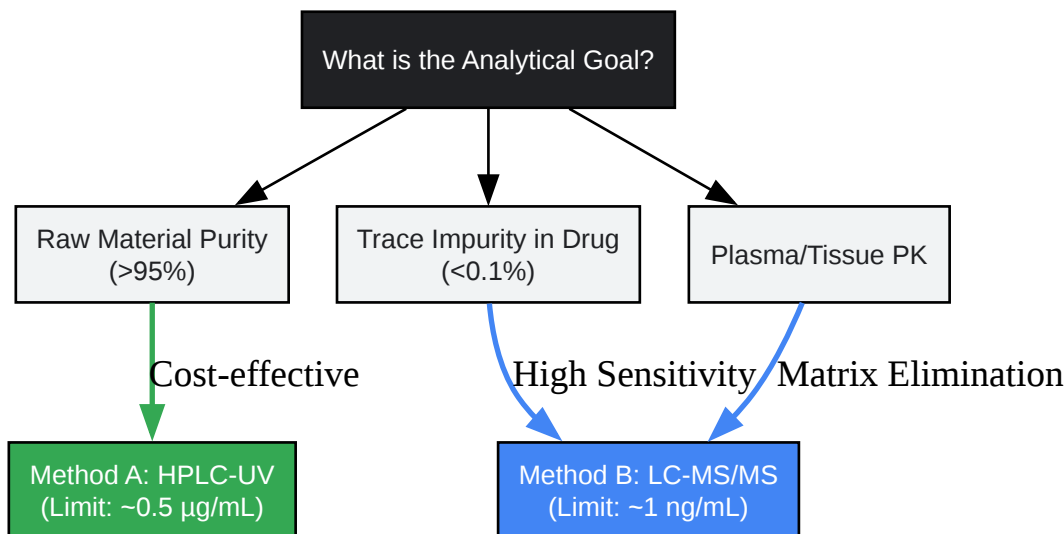 What is the Analytical Goal?
Raw Material Purity
(>95%)
Trace Impurity in Drug
(<0.1%)
Plasma/Tissue PK
Cost-effective
High Sensitivity
Matrix Elimination
Method A: HPLC-UV
(Limit: ~0.5 µg/mL)
Method B: LC-MS/MS
(Limit: ~1 ng/mL)